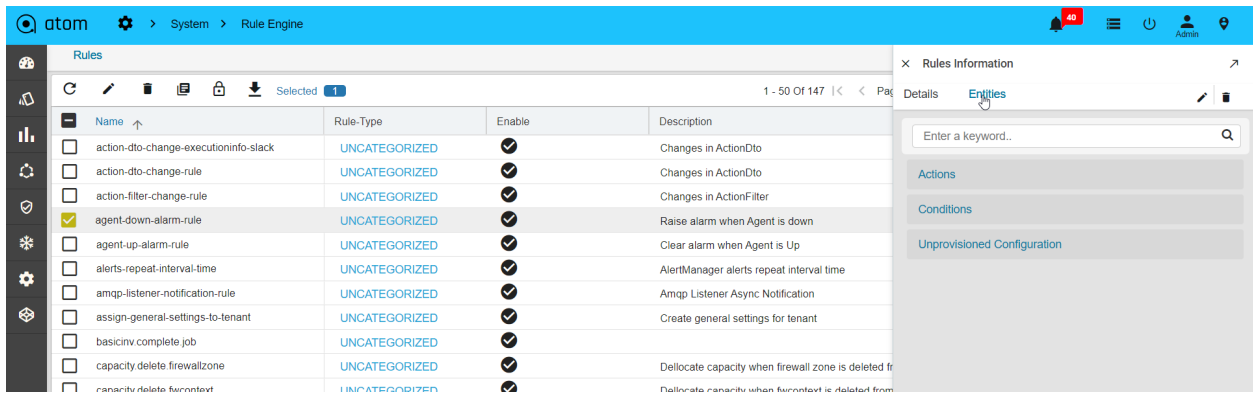 atom > System > Rule Engine 40 Admin
Rules
Selected 1 1 - 50 Of 147 |< <
Name Rule-Type Enable Description
action-dto-change-executioninfo-slack UNCATEGORIZED Changes in ActionDto
action-dto-change-rule UNCATEGORIZED Changes in ActionDto
action-filter-change-rule UNCATEGORIZED Changes in ActionFilter
agent-down-alarm-rule UNCATEGORIZED Raise alarm when Agent is down
agent-up-alarm-rule UNCATEGORIZED Clear alarm when Agent is Up
alerts-repeat-interval-time UNCATEGORIZED AlertManager alerts repeat interval time
amqp-listener-notification-rule UNCATEGORIZED Amqp Listener Async Notification
assign-general-settings-to-tenant UNCATEGORIZED Create general settings for tenant
basicinv.complete.job UNCATEGORIZED
capacity.delete.firewallzone UNCATEGORIZED Dellocate capacity when firewall zone is deleted
capacity.delete.fwcontext UNCATEGORIZED Dellocate capacity when fwcontext is deleted from
Rules Information
Details Entities
Enter a keyword..
Actions
Conditions
Unprovisioned Configuration